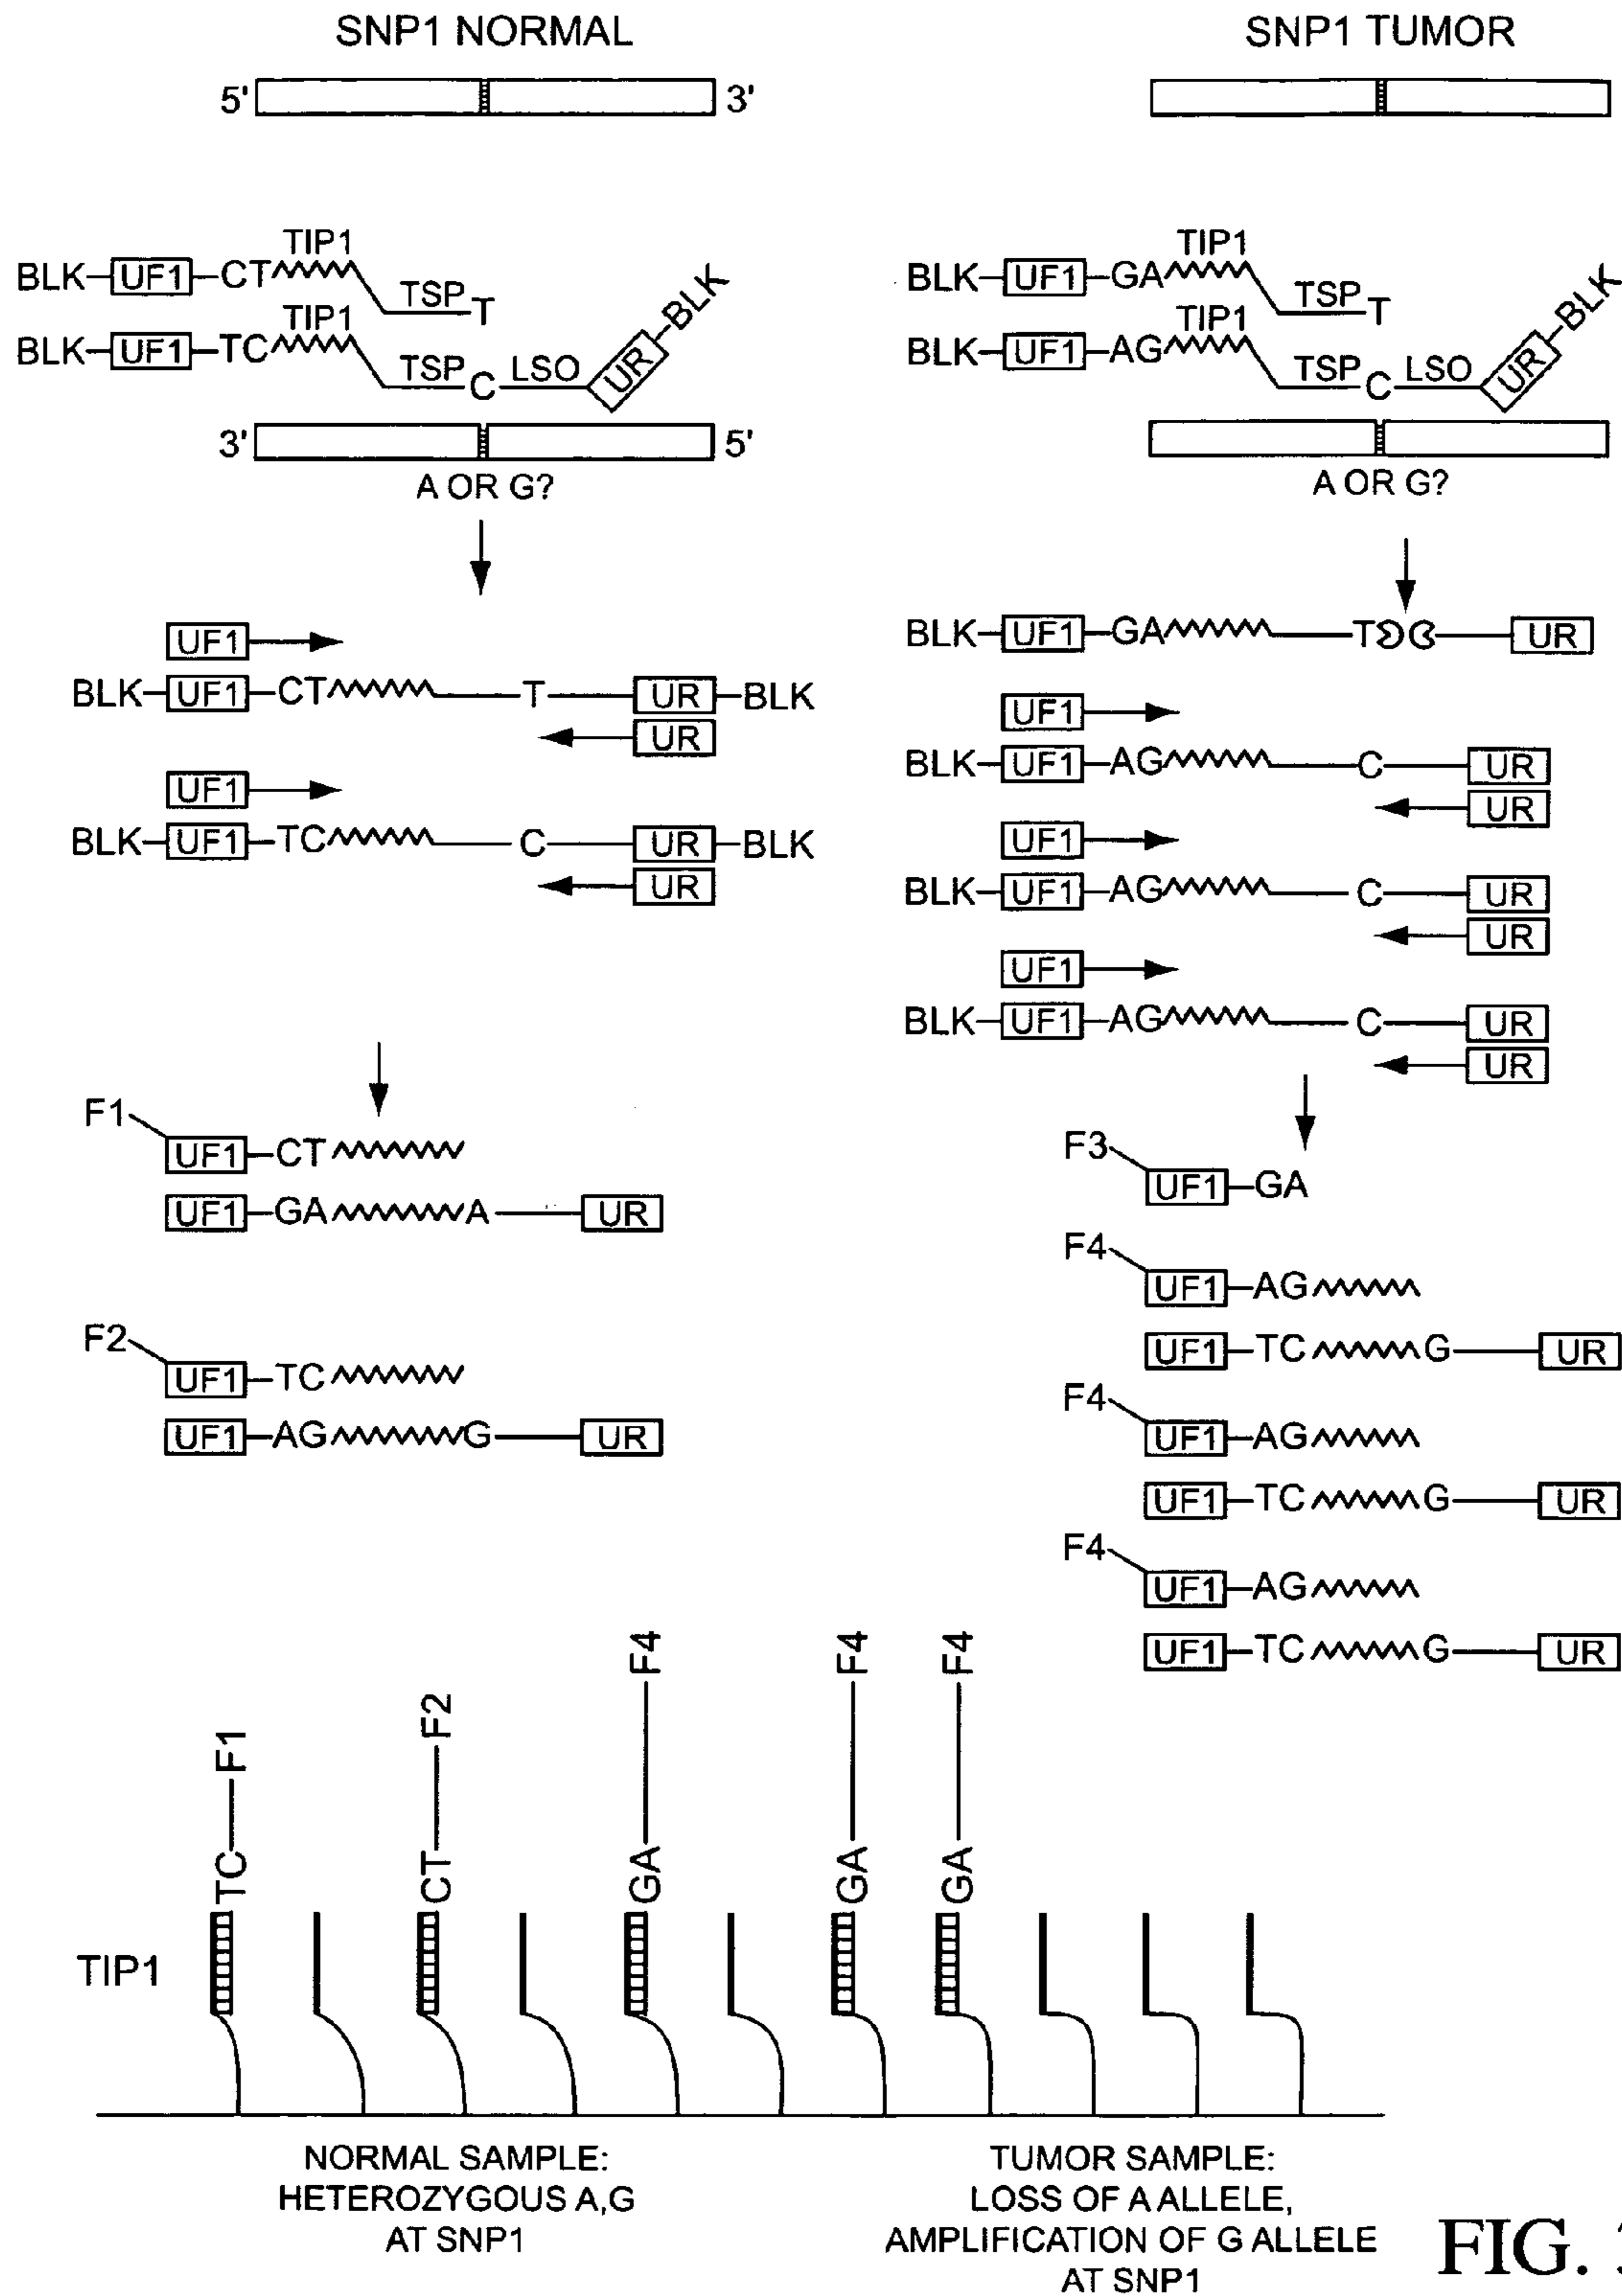 SNP1 NORMAL
5' 3'
TIP1
BLK UF1 CT TSP T
TIP1
BLK UF1 TC TSP C LSO UR BLK
3' 5'
A OR G?
UF1
BLK UF1 CT T UR BLK
UR
UF1
BLK UF1 TC C UR BLK
UR
F1
UF1 CT
UF1 GA A UR
F2
UF1 TC
UF1 AG G UR
SNP1 TUMOR
TIP1
BLK UF1 GA TSP T
TIP1
BLK UF1 AG TSP C LSO UR BLK
A OR G?
BLK UF1 GA T UR
UF1
BLK UF1 AG C UR
UR
UF1
BLK UF1 AG C UR
UR
UF1
BLK UF1 AG C UR
UR
F3
UF1 GA
F4
UF1 AG
UF1 TC G UR
F4
UF1 AG
UF1 TC G UR
F4
UF1 AG
UF1 TC G UR
TC F1
CT F2
GA F4
GA F4
GA F4
TIP1
NORMAL SAMPLE:
HETEROZYGOUS A,G
AT SNP1
TUMOR SAMPLE:
LOSS OF A ALLELE,
AMPLIFICATION OF G ALLELE
AT SNP1
FIG.